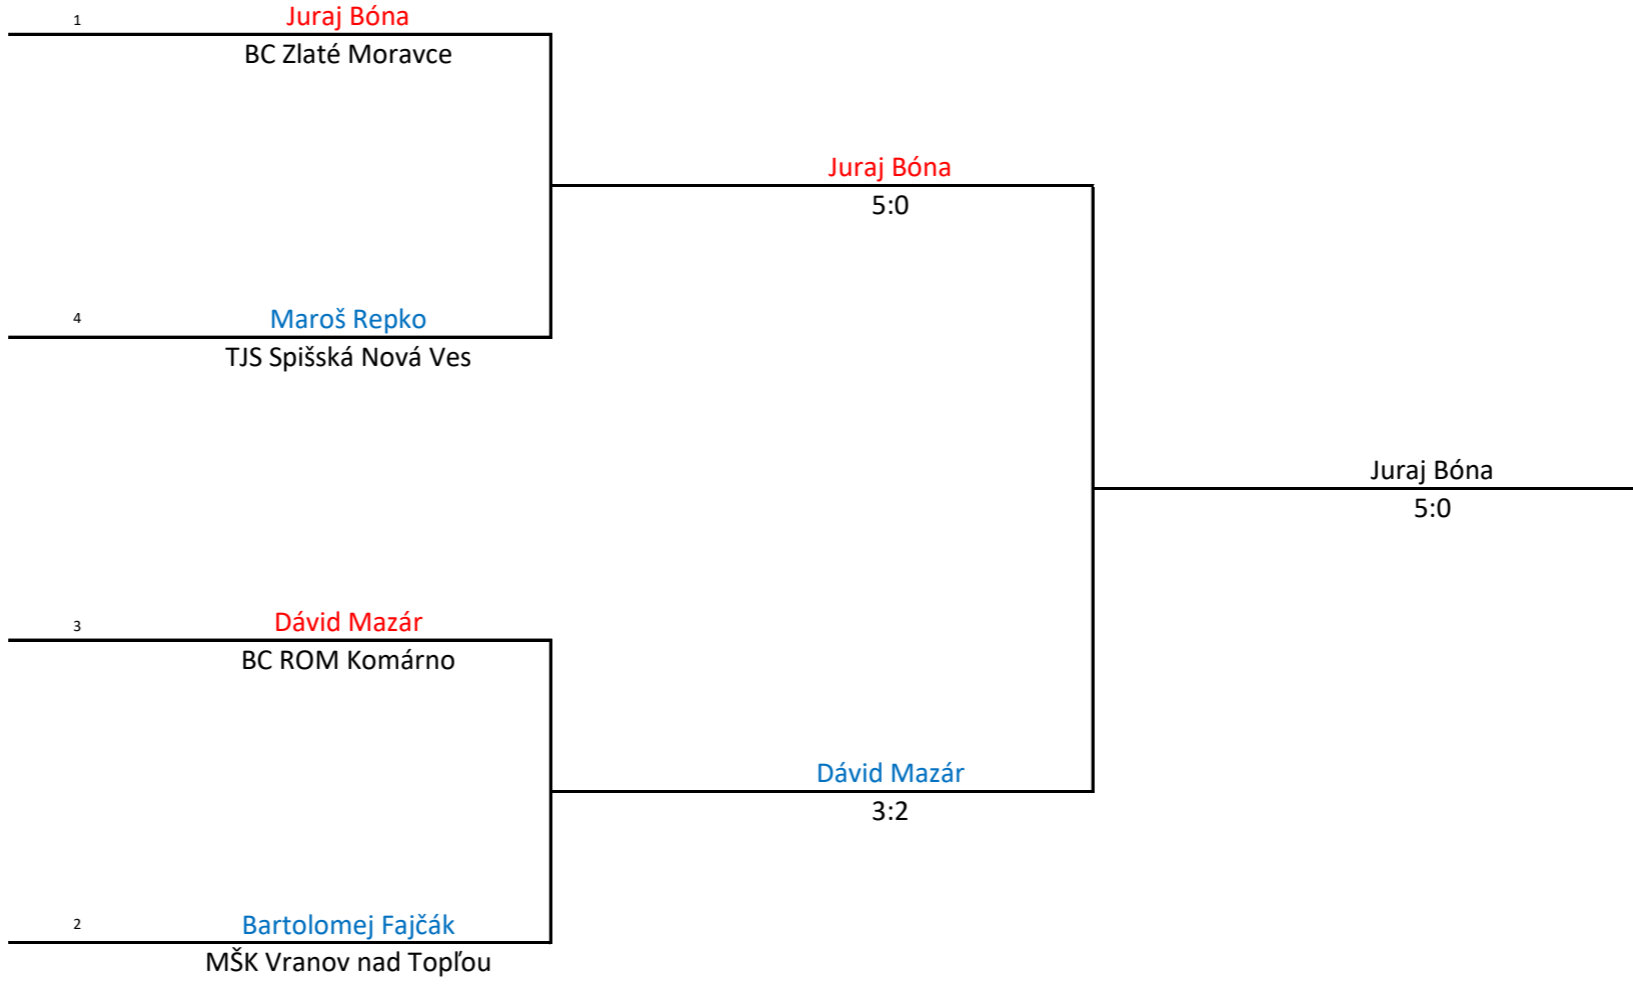 1
Juraj Bóna
BC Zlaté Moravce
Juraj Bóna
5:0
4
Maroš Repko
TJS Spišská Nová Ves
Juraj Bóna
5:0
3
Dávid Mazár
BC ROM Komárno
Dávid Mazár
3:2
2
Bartolomej Fajčák
MŠK Vranov nad Topľou